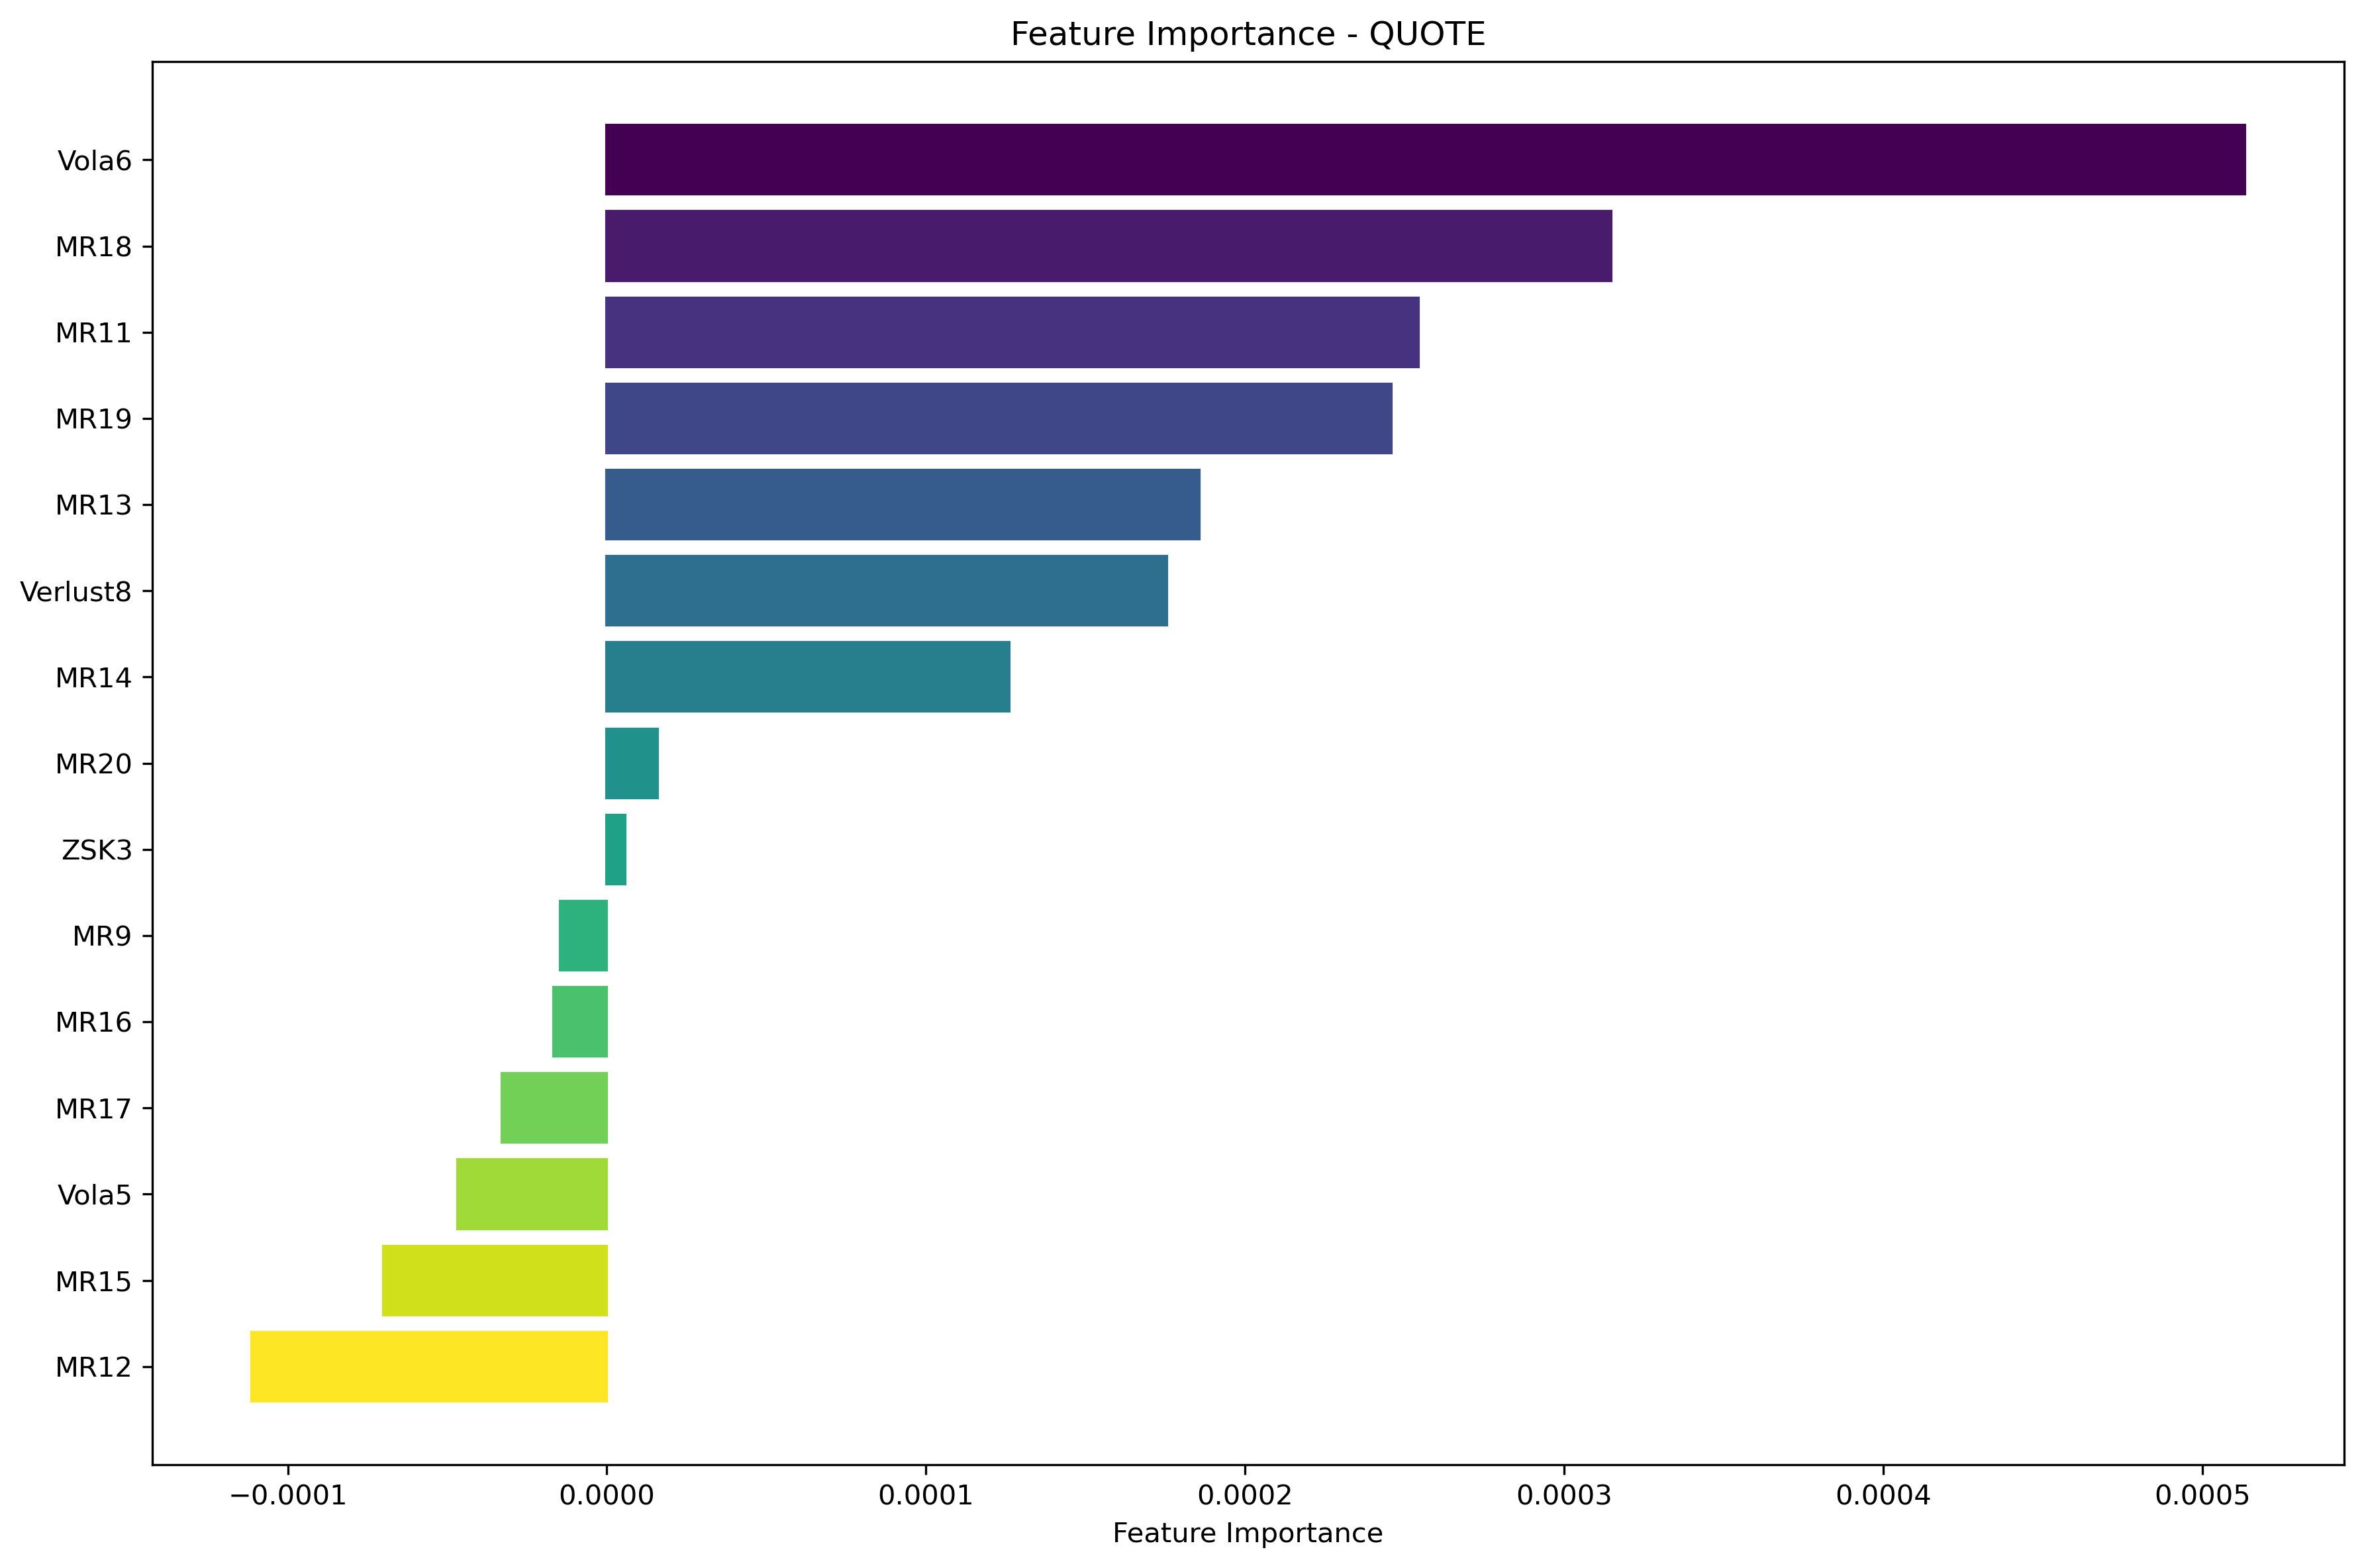 Feature Importance - QUOTE
Vola6
MR18
MR11
MR19
MR13
Verlust8
MR14
MR20
ZSK3
MR9
MR16
MR17
Vola5
MR15
MR12
−0.0001 0.0000 0.0001 0.0002 0.0003 0.0004 0.0005
Feature Importance